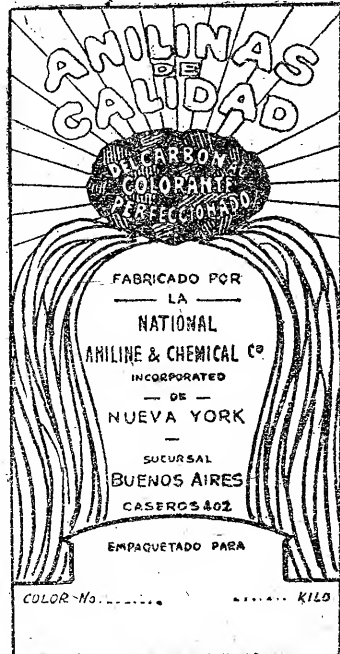 ANILINAS
DE
CALIDAD
DEL CARBON AL
COLORANTE
PERFECCIONADO
FABRICADO POR
LA
NATIONAL
ANILINE & CHEMICAL Co
INCORPORATED
— DE —
NUEVA YORK
—
SUCURSAL
BUENOS AIRES
CASEROS 402
EMPAQUETADO PARA
COLOR No........ ........ KILO